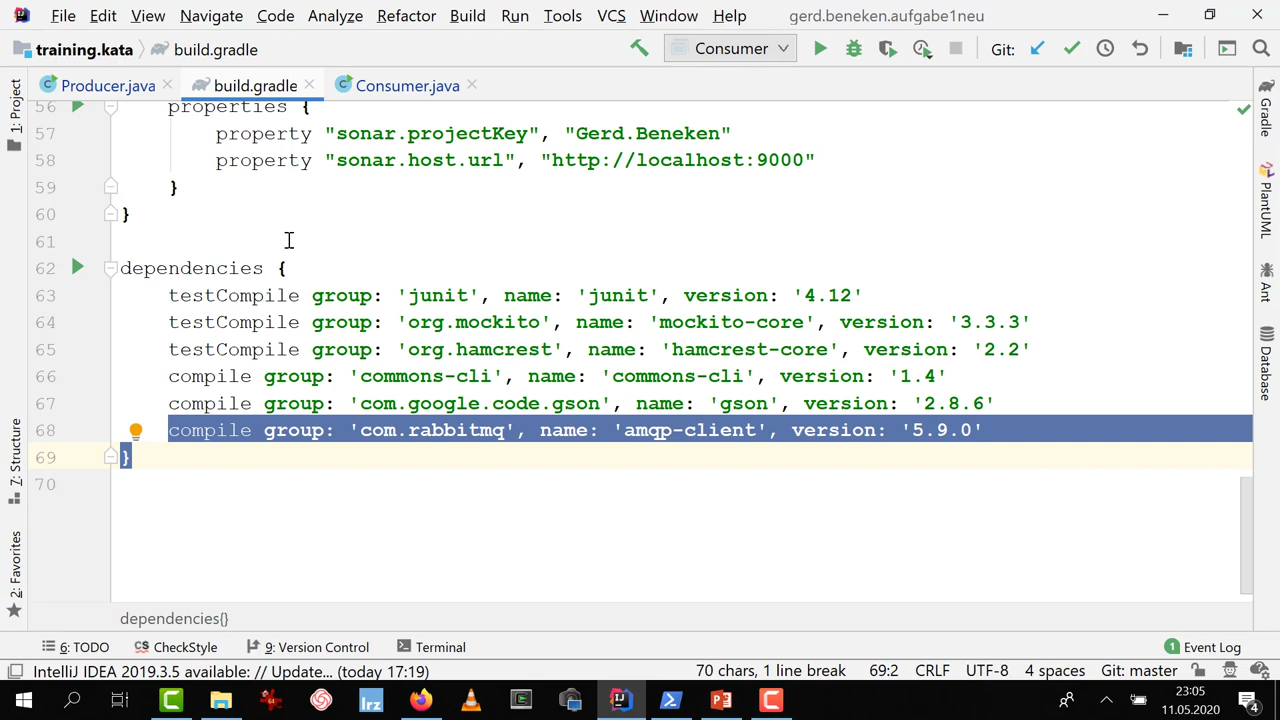 File Edit View Navigate Code Analyze Refactor Build Run Tools VCS Window Help gerd.beneken.aufgabe1neu
training.kata build.gradle Consumer Git:
Producer.java build.gradle Consumer.java
56 properties {
57 property "sonar.projectKey", "Gerd.Beneken"
58 property "sonar.host.url", "http://localhost:9000"
59 }
60 }
61
62 dependencies {
63 testCompile group: 'junit', name: 'junit', version: '4.12'
64 testCompile group: 'org.mockito', name: 'mockito-core', version: '3.3.3'
65 testCompile group: 'org.hamcrest', name: 'hamcrest-core', version: '2.2'
66 compile group: 'commons-cli', name: 'commons-cli', version: '1.4'
67 compile group: 'com.google.code.gson', name: 'gson', version: '2.8.6'
68 compile group: 'com.rabbitmq', name: 'amqp-client', version: '5.9.0'
69 }
70
dependencies{}
1: Project
7: Structure
2: Favorites
Gradle
PlantUML
Ant
Database
6: TODO CheckStyle 9: Version Control Terminal 1 Event Log
IntelliJ IDEA 2019.3.5 available: // Update... (today 17:19) 70 chars, 1 line break 69:2 CRLF UTF-8 4 spaces Git: master
lrz
23:05
11.05.2020
4